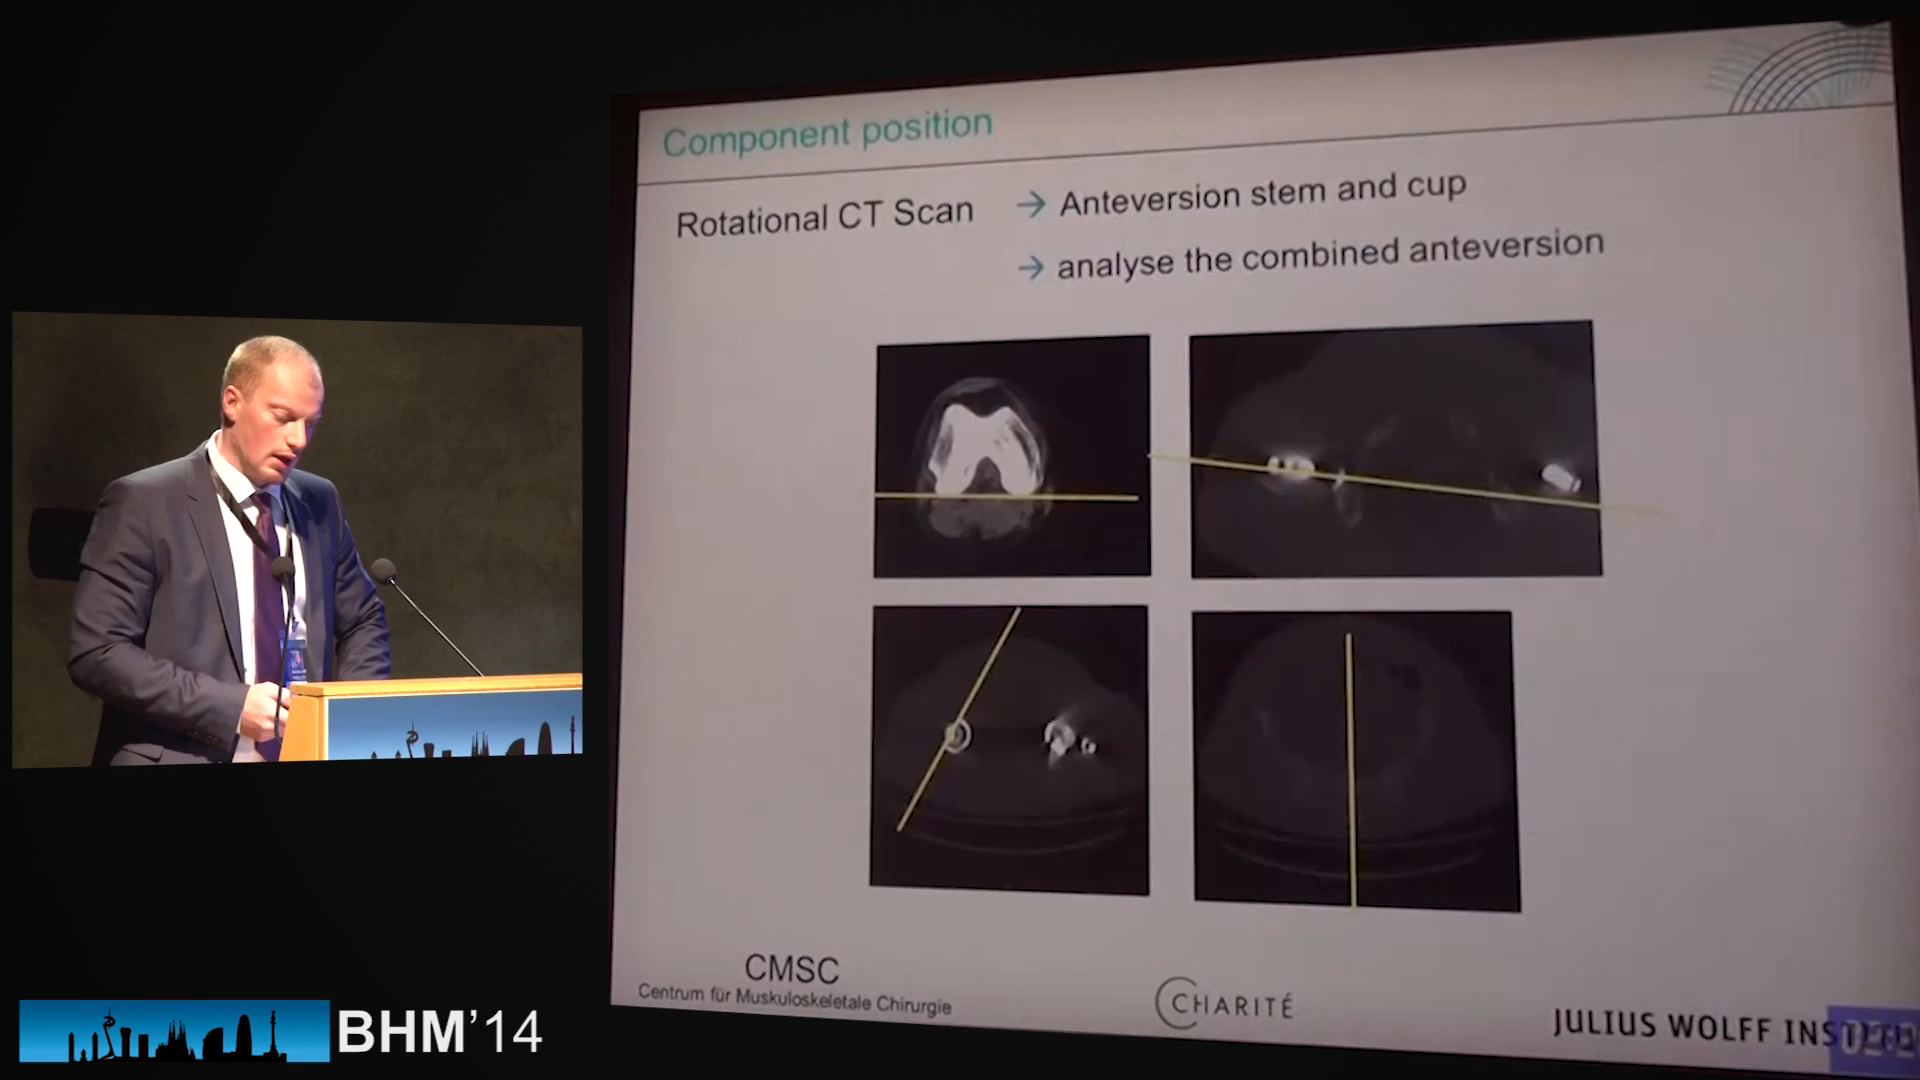 Component position
Rotational CT Scan → Anteversion stem and cup
→ analyse the combined anteversion
CMSC
Centrum für Muskuloskeletale Chirurgie
CHARITÉ
JULIUS WOLFF
BHM'14